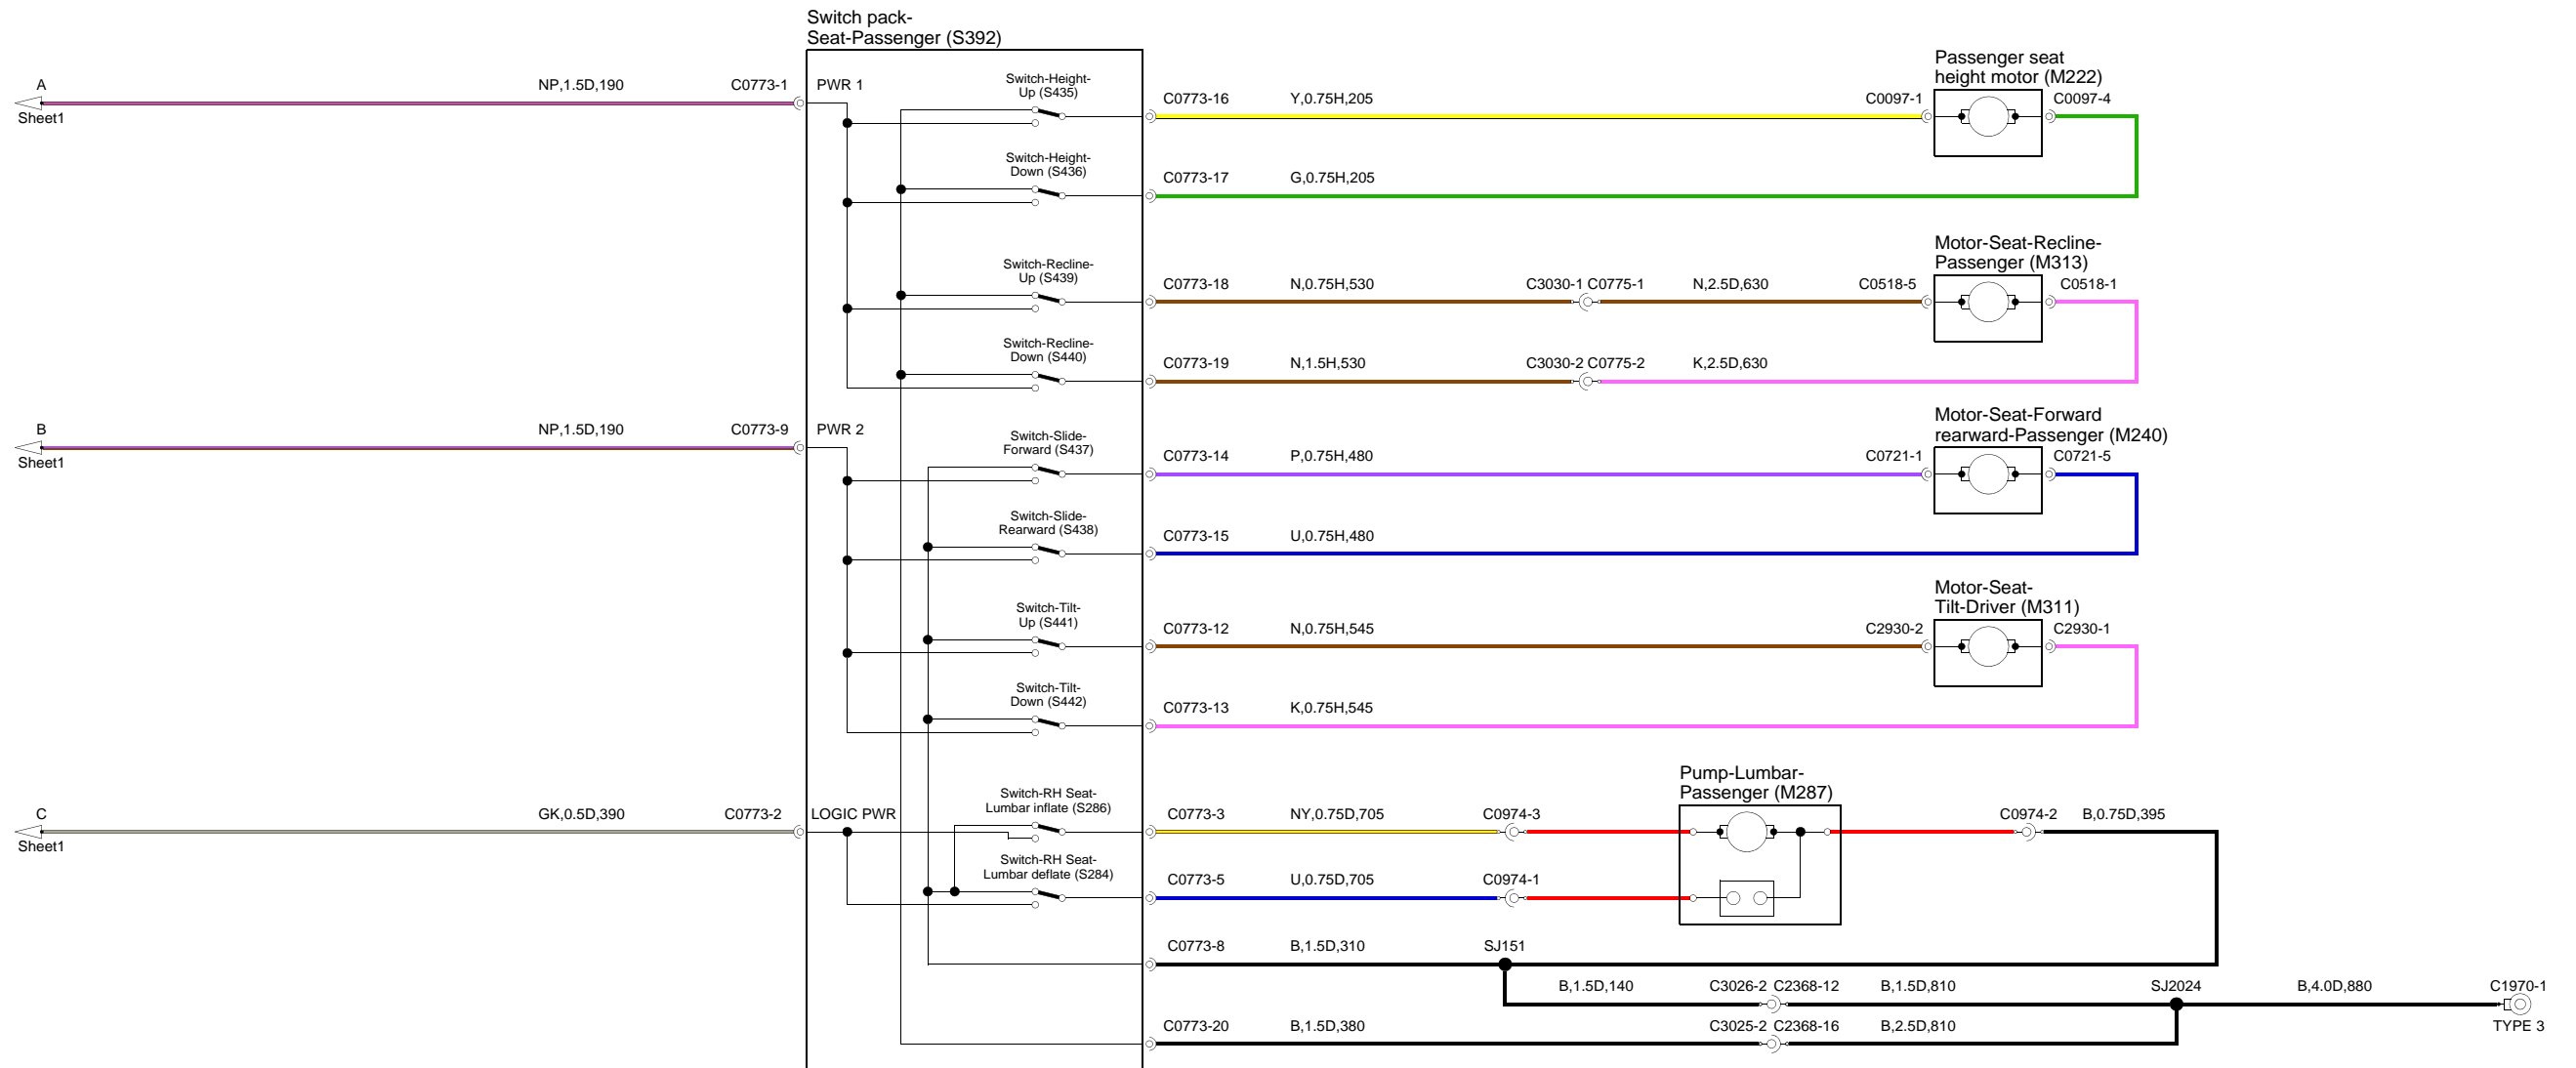 Switch pack-
Seat-Passenger (S392)
Passenger seat
height motor (M222)
A
NP,1.5D,190
C0773-1
PWR 1
Sheet1
Switch-Height-
Up (S435)
C0773-16
Y,0.75H,205
C0097-1
C0097-4
Switch-Height-
Down (S436)
C0773-17
G,0.75H,205
Motor-Seat-Recline-
Passenger (M313)
Switch-Recline-
Up (S439)
C0773-18
N,0.75H,530
C3030-1 C0775-1
N,2.5D,630
C0518-5
C0518-1
Switch-Recline-
Down (S440)
C0773-19
N,1.5H,530
C3030-2 C0775-2
K,2.5D,630
Motor-Seat-Forward
rearward-Passenger (M240)
B
NP,1.5D,190
C0773-9
PWR 2
Sheet1
Switch-Slide-
Forward (S437)
C0773-14
P,0.75H,480
C0721-1
C0721-5
Switch-Slide-
Rearward (S438)
C0773-15
U,0.75H,480
Motor-Seat-
Tilt-Driver (M311)
Switch-Tilt-
Up (S441)
C0773-12
N,0.75H,545
C2930-2
C2930-1
Switch-Tilt-
Down (S442)
C0773-13
K,0.75H,545
Pump-Lumbar-
Passenger (M287)
C
GK,0.5D,390
C0773-2
LOGIC PWR
Sheet1
Switch-RH Seat-
Lumbar inflate (S286)
C0773-3
NY,0.75D,705
C0974-3
C0974-2
B,0.75D,395
Switch-RH Seat-
Lumbar deflate (S284)
C0773-5
U,0.75D,705
C0974-1
C0773-8
B,1.5D,310
SJ151
B,1.5D,140
C3026-2 C2368-12
B,1.5D,810
SJ2024
B,4.0D,880
C1970-1
C0773-20
B,1.5D,380
C3025-2 C2368-16
B,2.5D,810
TYPE 3